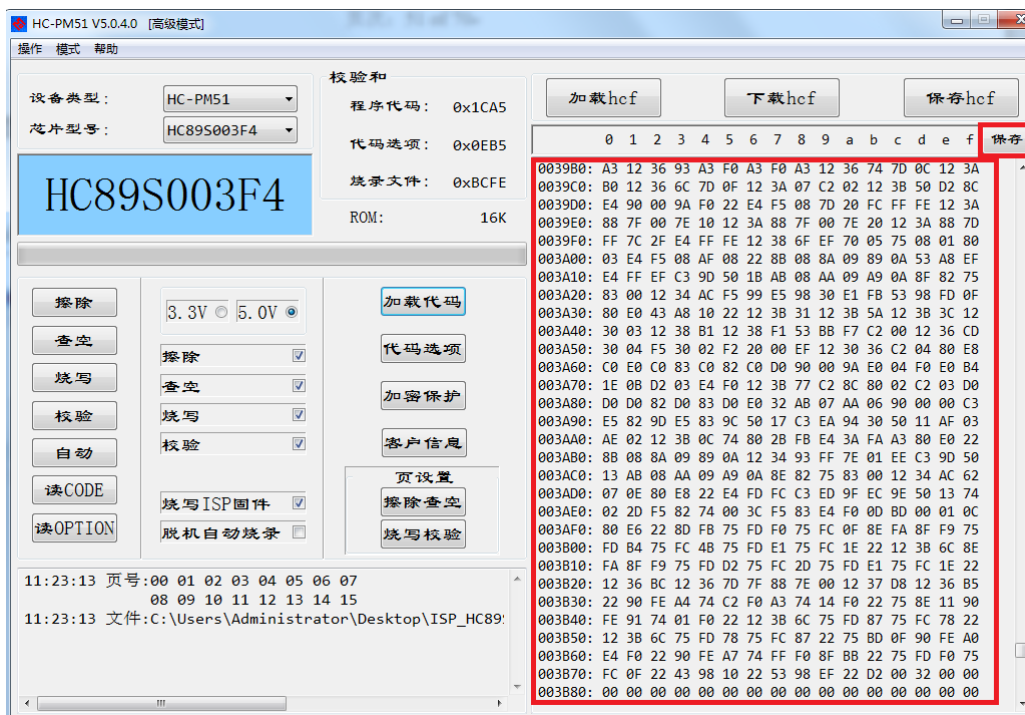 HC-PM51 V5.0.4.0 [高级模式]
操作 模式 帮助
设备类型: HC-PM51
芯片型号: HC89S003F4
HC89S003F4
校验和
程序代码: 0x1CA5
代码选项: 0x0EB5
烧录文件: 0xBCFE
ROM: 16K
擦除
查空
烧写
校验
自动
读CODE
读OPTION
3.3V 5.0V
擦除
查空
烧写
校验
烧写ISP固件
脱机自动烧录
加载代码
代码选项
加密保护
客户信息
页设置
擦除查空
烧写校验
11:23:13 页号:00 01 02 03 04 05 06 07
08 09 10 11 12 13 14 15
11:23:13 文件:C:\Users\Administrator\Desktop\ISP_HC89
加载hcf 下载hcf 保存hcf
0 1 2 3 4 5 6 7 8 9 a b c d e f 保存
0039B0: A3 12 36 93 A3 F0 A3 F0 A3 12 36 74 7D 0C 12 3A
0039C0: B0 12 36 6C 7D 0F 12 3A 07 C2 02 12 3B 50 D2 8C
0039D0: E4 90 00 9A F0 22 E4 F5 08 7D 20 FC FF FE 12 3A
0039E0: 88 7F 00 7E 10 12 3A 88 7F 00 7E 20 12 3A 88 7D
0039F0: FF 7C 2F E4 FF FE 12 38 6F EF 70 05 75 08 01 80
003A00: 03 E4 F5 08 AF 08 22 8B 08 8A 09 89 0A 53 A8 EF
003A10: E4 FF EF C3 9D 50 1B AB 08 AA 09 A9 0A 8F 82 75
003A20: 83 00 12 34 AC F5 99 E5 98 30 E1 FB 53 98 FD 0F
003A30: 80 E0 43 A8 10 22 12 3B 31 12 3B 5A 12 3B 3C 12
003A40: 30 03 12 38 B1 12 38 F1 53 BB F7 C2 00 12 36 CD
003A50: 30 04 F5 30 02 F2 20 00 EF 12 30 36 C2 04 80 E8
003A60: C0 E0 C0 83 C0 82 C0 D0 90 00 9A E0 04 F0 E0 B4
003A70: 1E 0B D2 03 E4 F0 12 3B 77 C2 8C 80 02 C2 03 D0
003A80: D0 D0 82 D0 83 D0 E0 32 AB 07 AA 06 90 00 00 C3
003A90: E5 82 9D E5 83 9C 50 17 C3 EA 94 30 50 11 AF 03
003AA0: AE 02 12 3B 0C 74 80 2B FB E4 3A FA A3 80 E0 22
003AB0: 8B 08 8A 09 89 0A 12 34 93 FF 7E 01 EE C3 9D 50
003AC0: 13 AB 08 AA 09 A9 0A 8E 82 75 83 00 12 34 AC 62
003AD0: 07 0E 80 E8 22 E4 FD FC C3 ED 9F EC 9E 50 13 74
003AE0: 02 2D F5 82 74 00 3C F5 83 E4 F0 0D BD 00 01 0C
003AF0: 80 E6 22 8D FB 75 FD F0 75 FC 0F 8E FA 8F F9 75
003B00: FD B4 75 FC 4B 75 FD E1 75 FC 1E 22 12 3B 6C 8E
003B10: FA 8F F9 75 FD D2 75 FC 2D 75 FD E1 75 FC 1E 22
003B20: 12 36 BC 12 36 7D 7F 88 7E 00 12 37 D8 12 36 B5
003B30: 22 90 FE A4 74 C2 F0 A3 74 14 F0 22 75 8E 11 90
003B40: FE 91 74 01 F0 22 12 3B 6C 75 FD 87 75 FC 78 22
003B50: 12 3B 6C 75 FD 78 75 FC 87 22 75 BD 0F 90 FE A0
003B60: E4 F0 22 90 FE A7 74 FF F0 8F BB 22 75 FD F0 75
003B70: FC 0F 22 43 98 10 22 53 98 EF 22 D2 00 32 00 00
003B80: 00 00 00 00 00 00 00 00 00 00 00 00 00 00 00 00